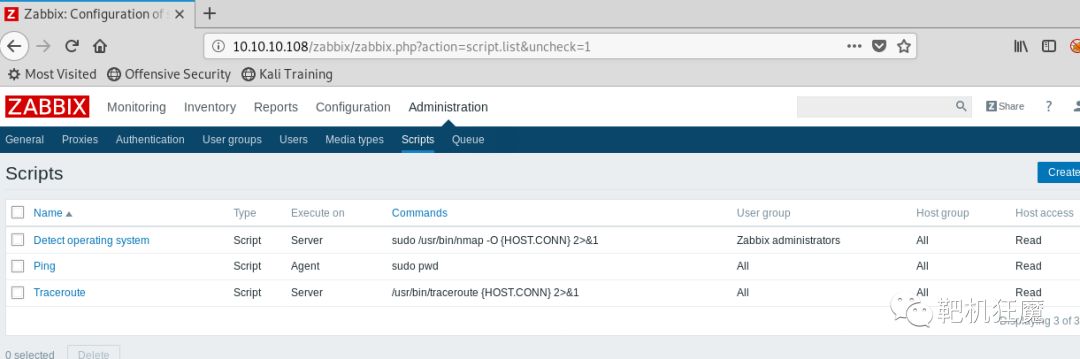 Zabbix: Configuration of
10.10.10.108/zabbix/zabbix.php?action=script.list&uncheck=1
Most Visited Offensive Security Kali Training
ZABBIX Monitoring Inventory Reports Configuration Administration Z Share ?
General Proxies Authentication User groups Users Media types Scripts Queue
Scripts Create
Name Type Execute on Commands User group Host group Host access
Detect operating system Script Server sudo /usr/bin/nmap -O {HOST.CONN} 2>&1 Zabbix administrators All Read
Ping Script Agent sudo pwd All All Read
Traceroute Script Server /usr/bin/traceroute {HOST.CONN} 2>&1 All All Read
Displaying 3 of 3
靶机狂魔
0 selected Delete